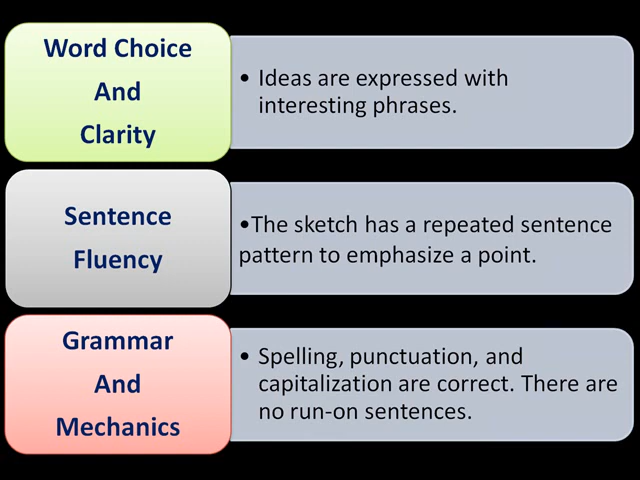 Word Choice
And
Clarity
• Ideas are expressed with
interesting phrases.
Sentence
Fluency
•The sketch has a repeated sentence
pattern to emphasize a point.
Grammar
And
Mechanics
• Spelling, punctuation, and
capitalization are correct. There are
no run-on sentences.